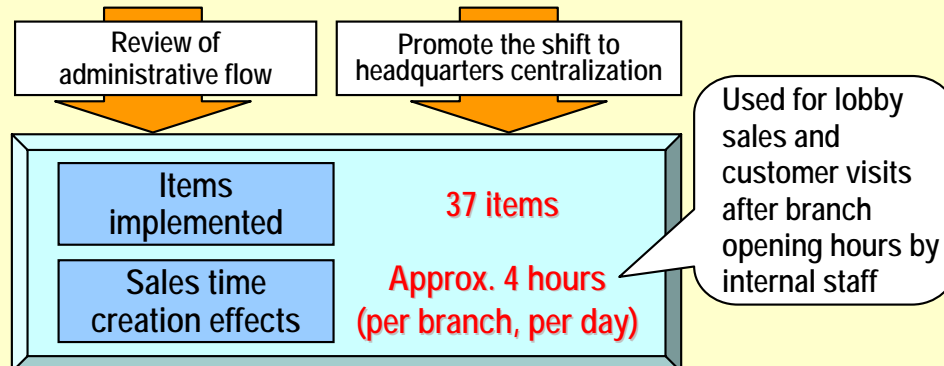 Review of
administrative flow
Promote the shift to
headquarters centralization
Items
implemented
37 items
Sales time
creation effects
Approx. 4 hours
(per branch, per day)
Used for lobby
sales and
customer visits
after branch
opening hours by
internal staff